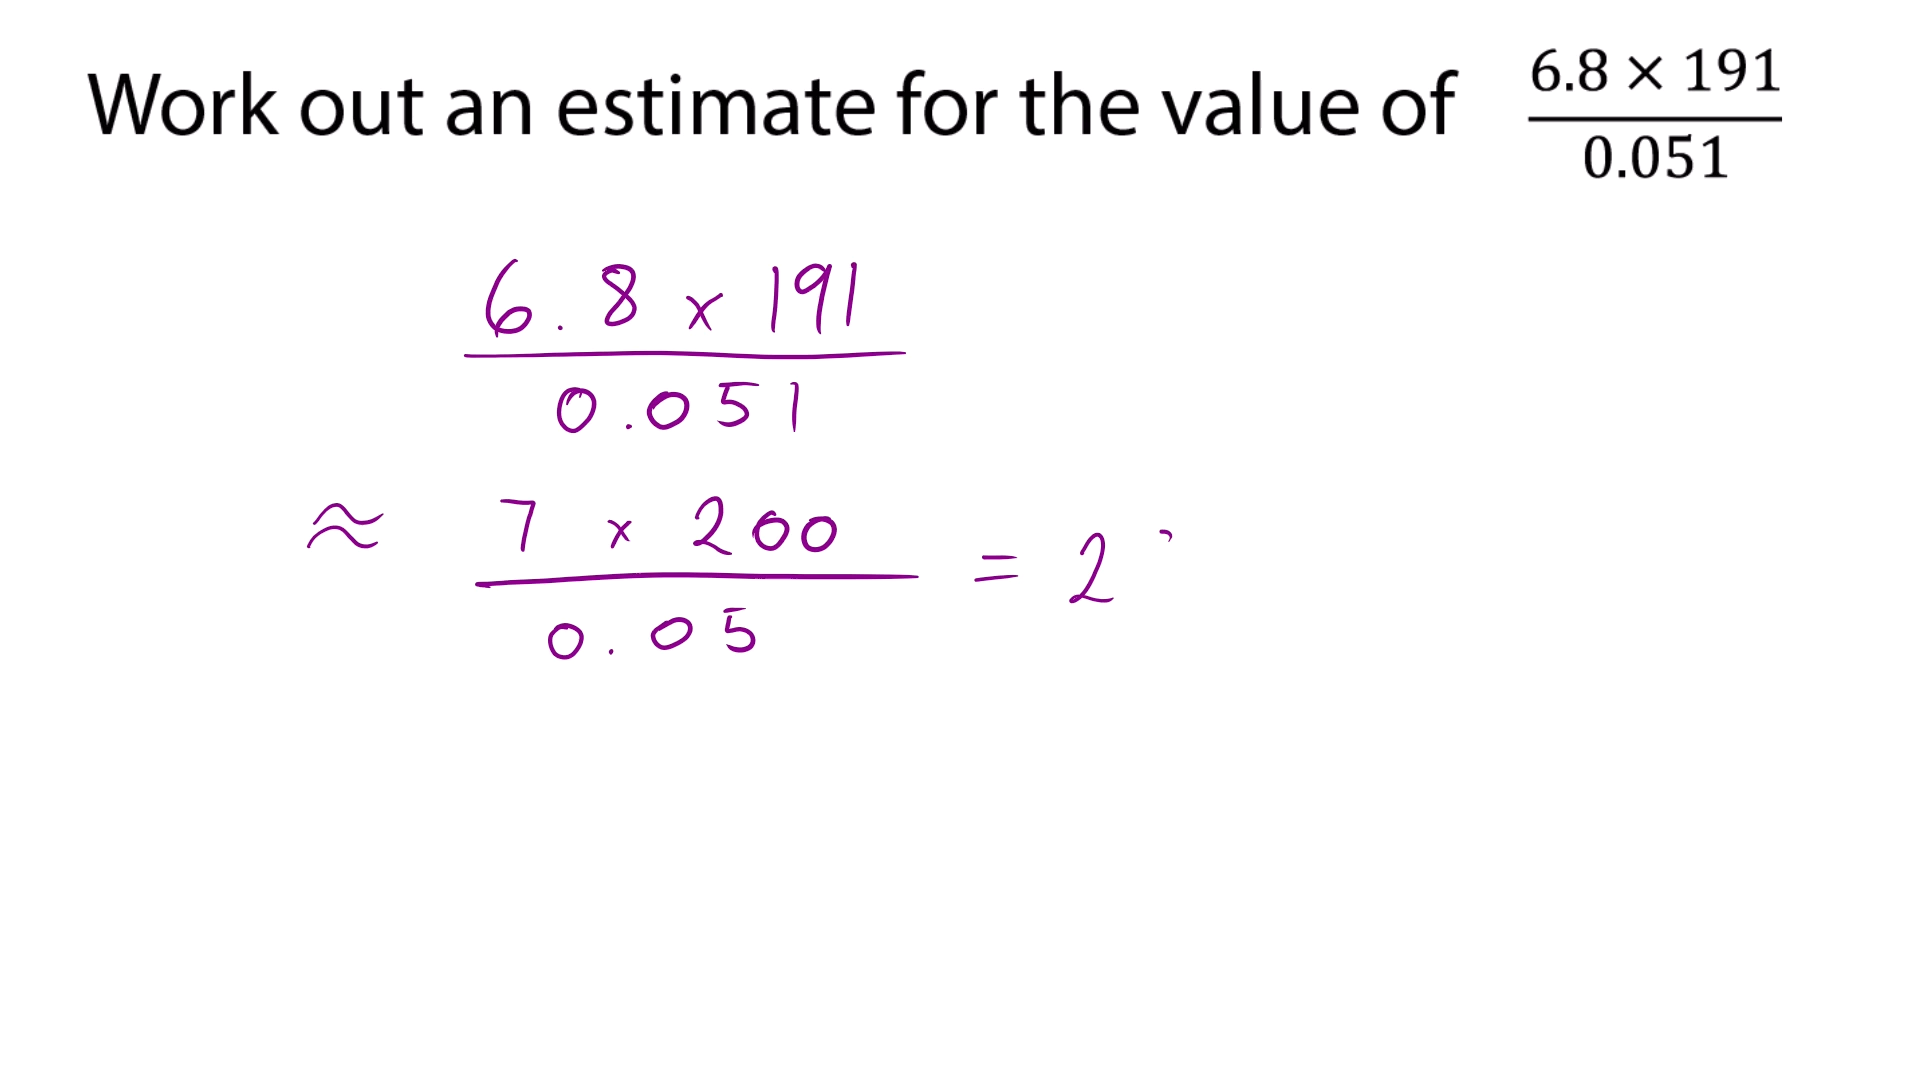 Work out an estimate for the value of 6.8 × 191 / 0.051
6.8 x 191
0.051
≈ 7 x 200 = 2
0.05